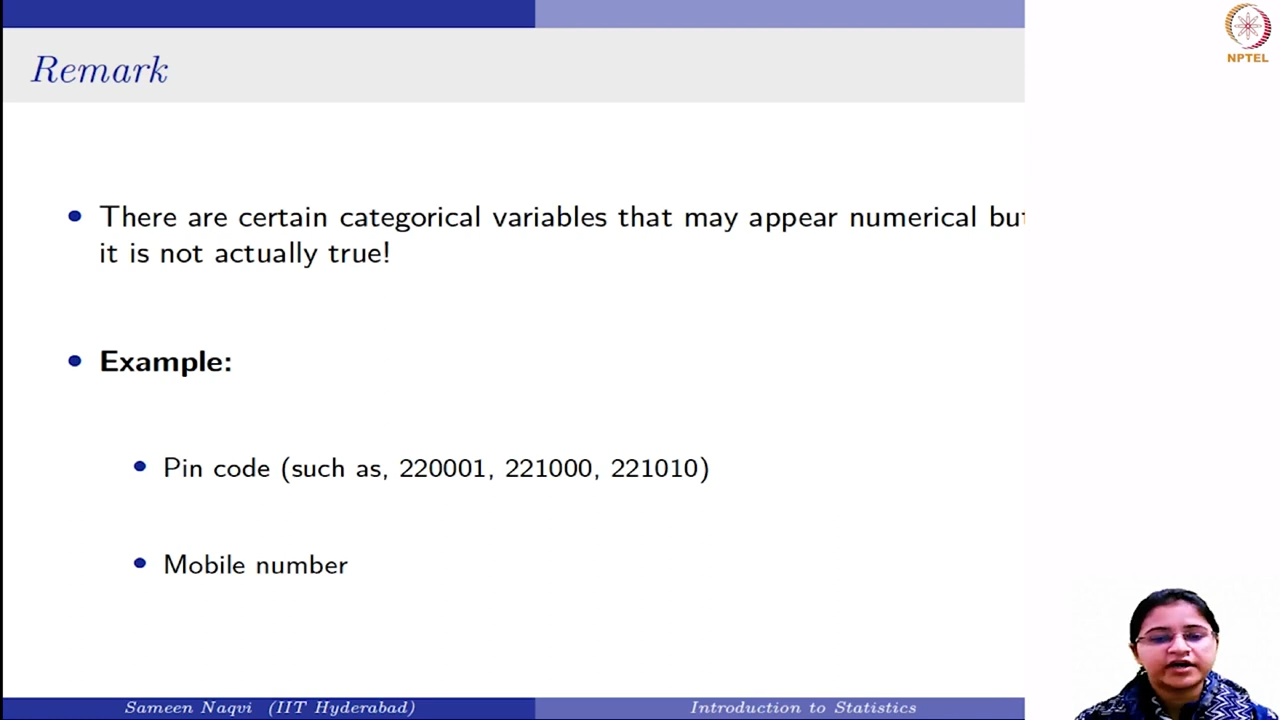 Remark
NPTEL
There are certain categorical variables that may appear numerical but
it is not actually true!
Example:
Pin code (such as, 220001, 221000, 221010)
Mobile number
Sameen Naqvi (IIT Hyderabad)
Introduction to Statistics